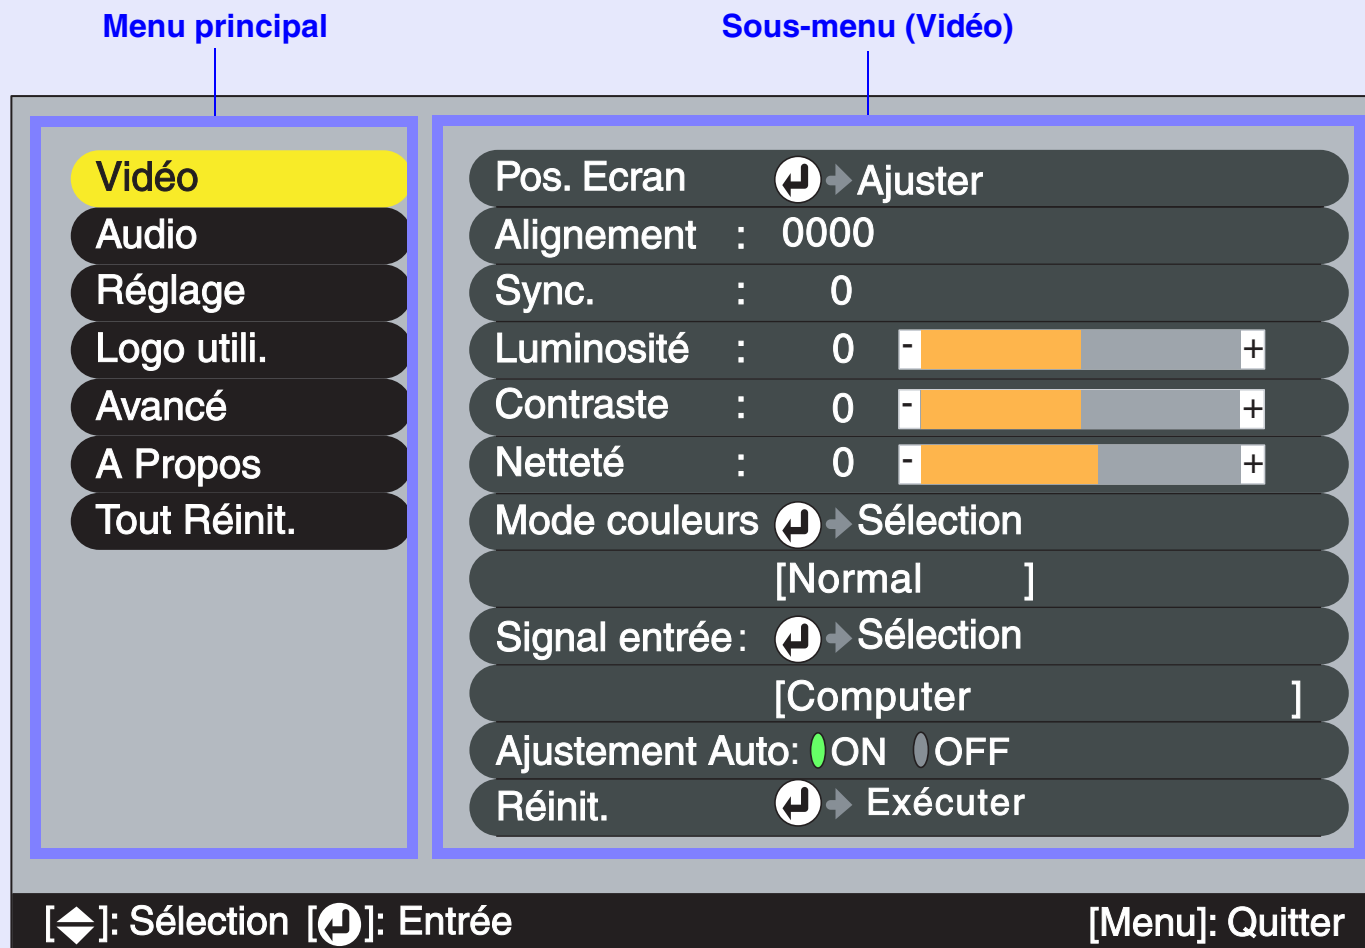 Menu principal
Sous-menu (Vidéo)
Vidéo
Audio
Réglage
Logo utili.
Avancé
A Propos
Tout Réinit.
Pos. Ecran Ajuster
Alignement : 0000
Sync. : 0
Luminosité : 0 - +
Contraste : 0 - +
Netteté : 0 - +
Mode couleurs Sélection
[Normal ]
Signal entrée: Sélection
[Computer ]
Ajustement Auto: ON OFF
Réinit. Exécuter
[ ]: Sélection [ ]: Entrée [Menu]: Quitter